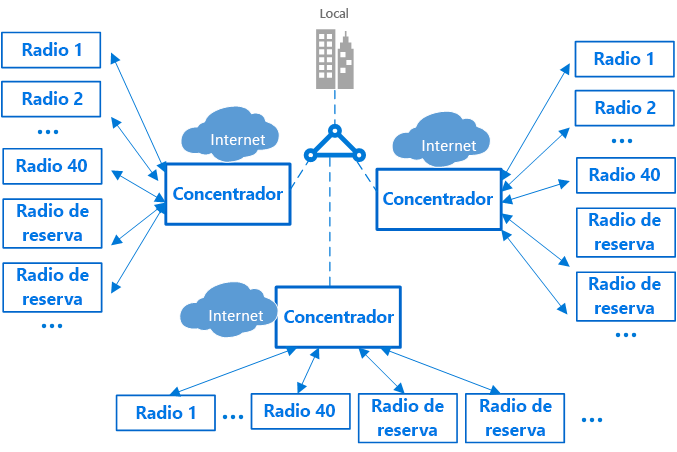 Local
Radio 1
Radio 2
...
Radio 40
Radio de
reserva
Radio de
reserva
...
Internet
Concentrador
Internet
Concentrador
Radio 1
Radio 2
...
Radio 40
Radio de
reserva
Radio de
reserva
...
Internet
Concentrador
Radio 1
...
Radio 40
Radio de
reserva
Radio de
reserva
...